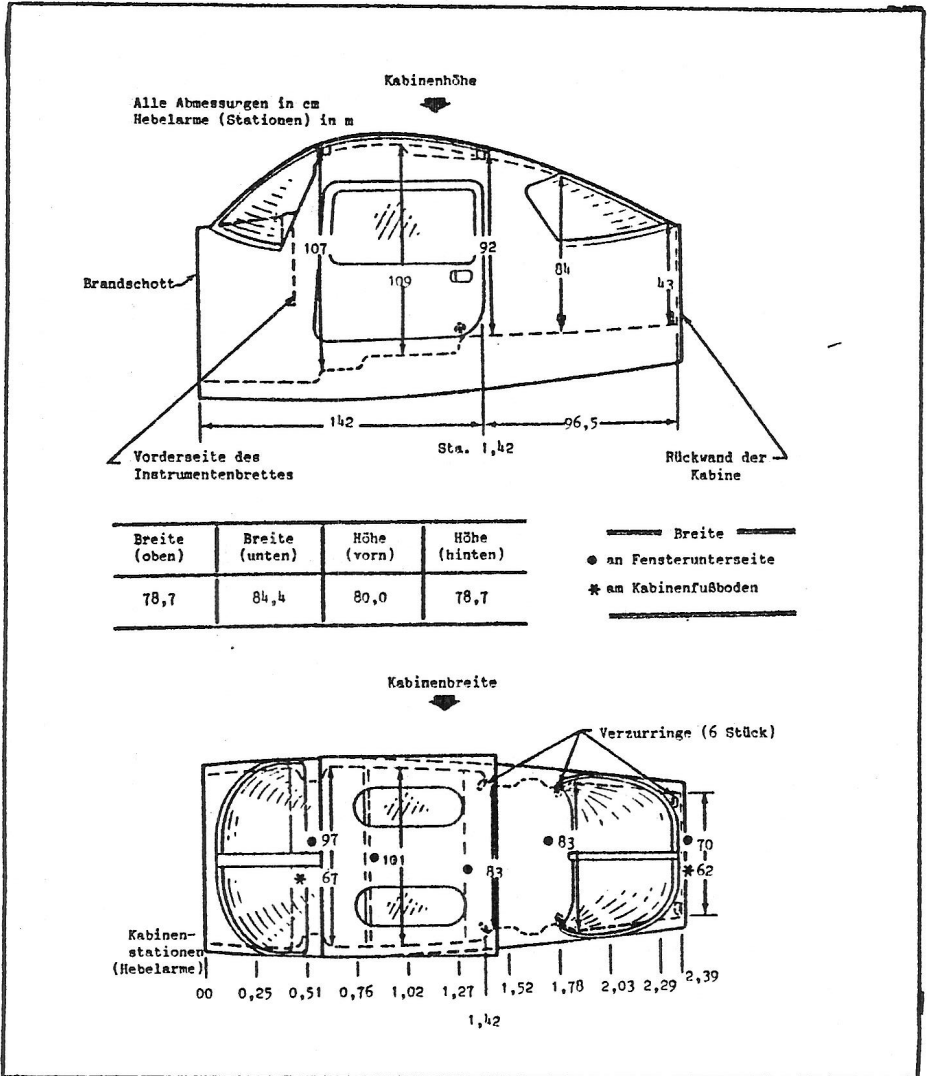 Kabinenhöhe
Alle Abmessungen in cm
Hebelarme (Stationen) in m
107
109
92
84
43
Brandschott
142
96,5
Sta. 1,42
Vorderseite des
Instrumentenbrettes
Rückwand der
Kabine
Breite
(oben)
Breite
(unten)
Höhe
(vorn)
Höhe
(hinten)
78,7
84,4
80,0
78,7
Breite
● an Fensterunterseite
* am Kabinenfußboden
Kabinenbreite
Verzurringe (6 Stück)
97
101
67
83
83
70
62
Kabinen-
stationen
(Hebelarme)
00 0,25 0,51 0,76 1,02 1,27 1,52 1,78 2,03 2,29 2,39
1,42